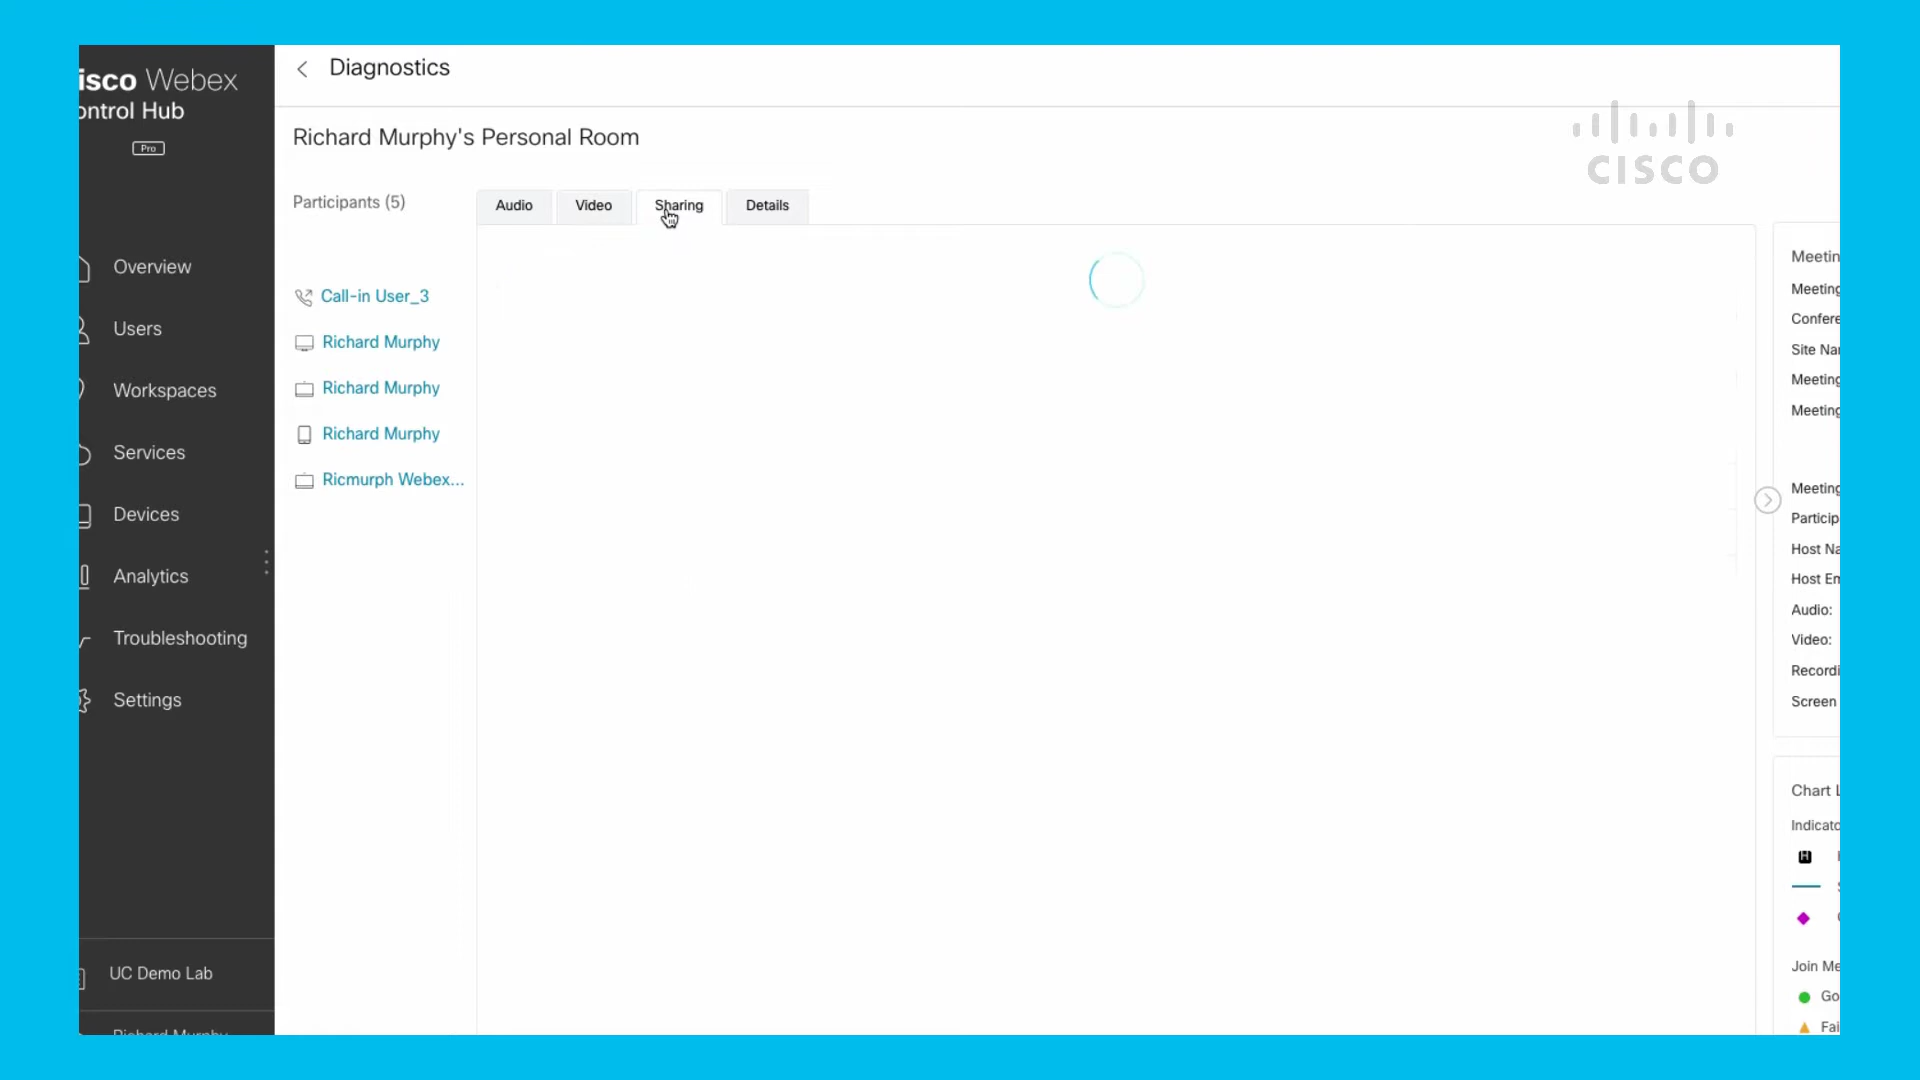 isco Webex
ontrol Hub
Pro
Overview
Users
Workspaces
Services
Devices
Analytics
Troubleshooting
Settings
UC Demo Lab
Richard Murphy
Diagnostics
Richard Murphy's Personal Room
CISCO
Participants (5)
Audio
Video
Sharing
Details
Call-in User_3
Richard Murphy
Richard Murphy
Richard Murphy
Ricmurph Webex...
Meetin
Meeting
Confere
Site Na
Meeting
Meeting
Meeting
Particip
Host Na
Host Em
Audio:
Video:
Recordi
Screen
Chart L
Indicato
H
Join Me
Go
Fai